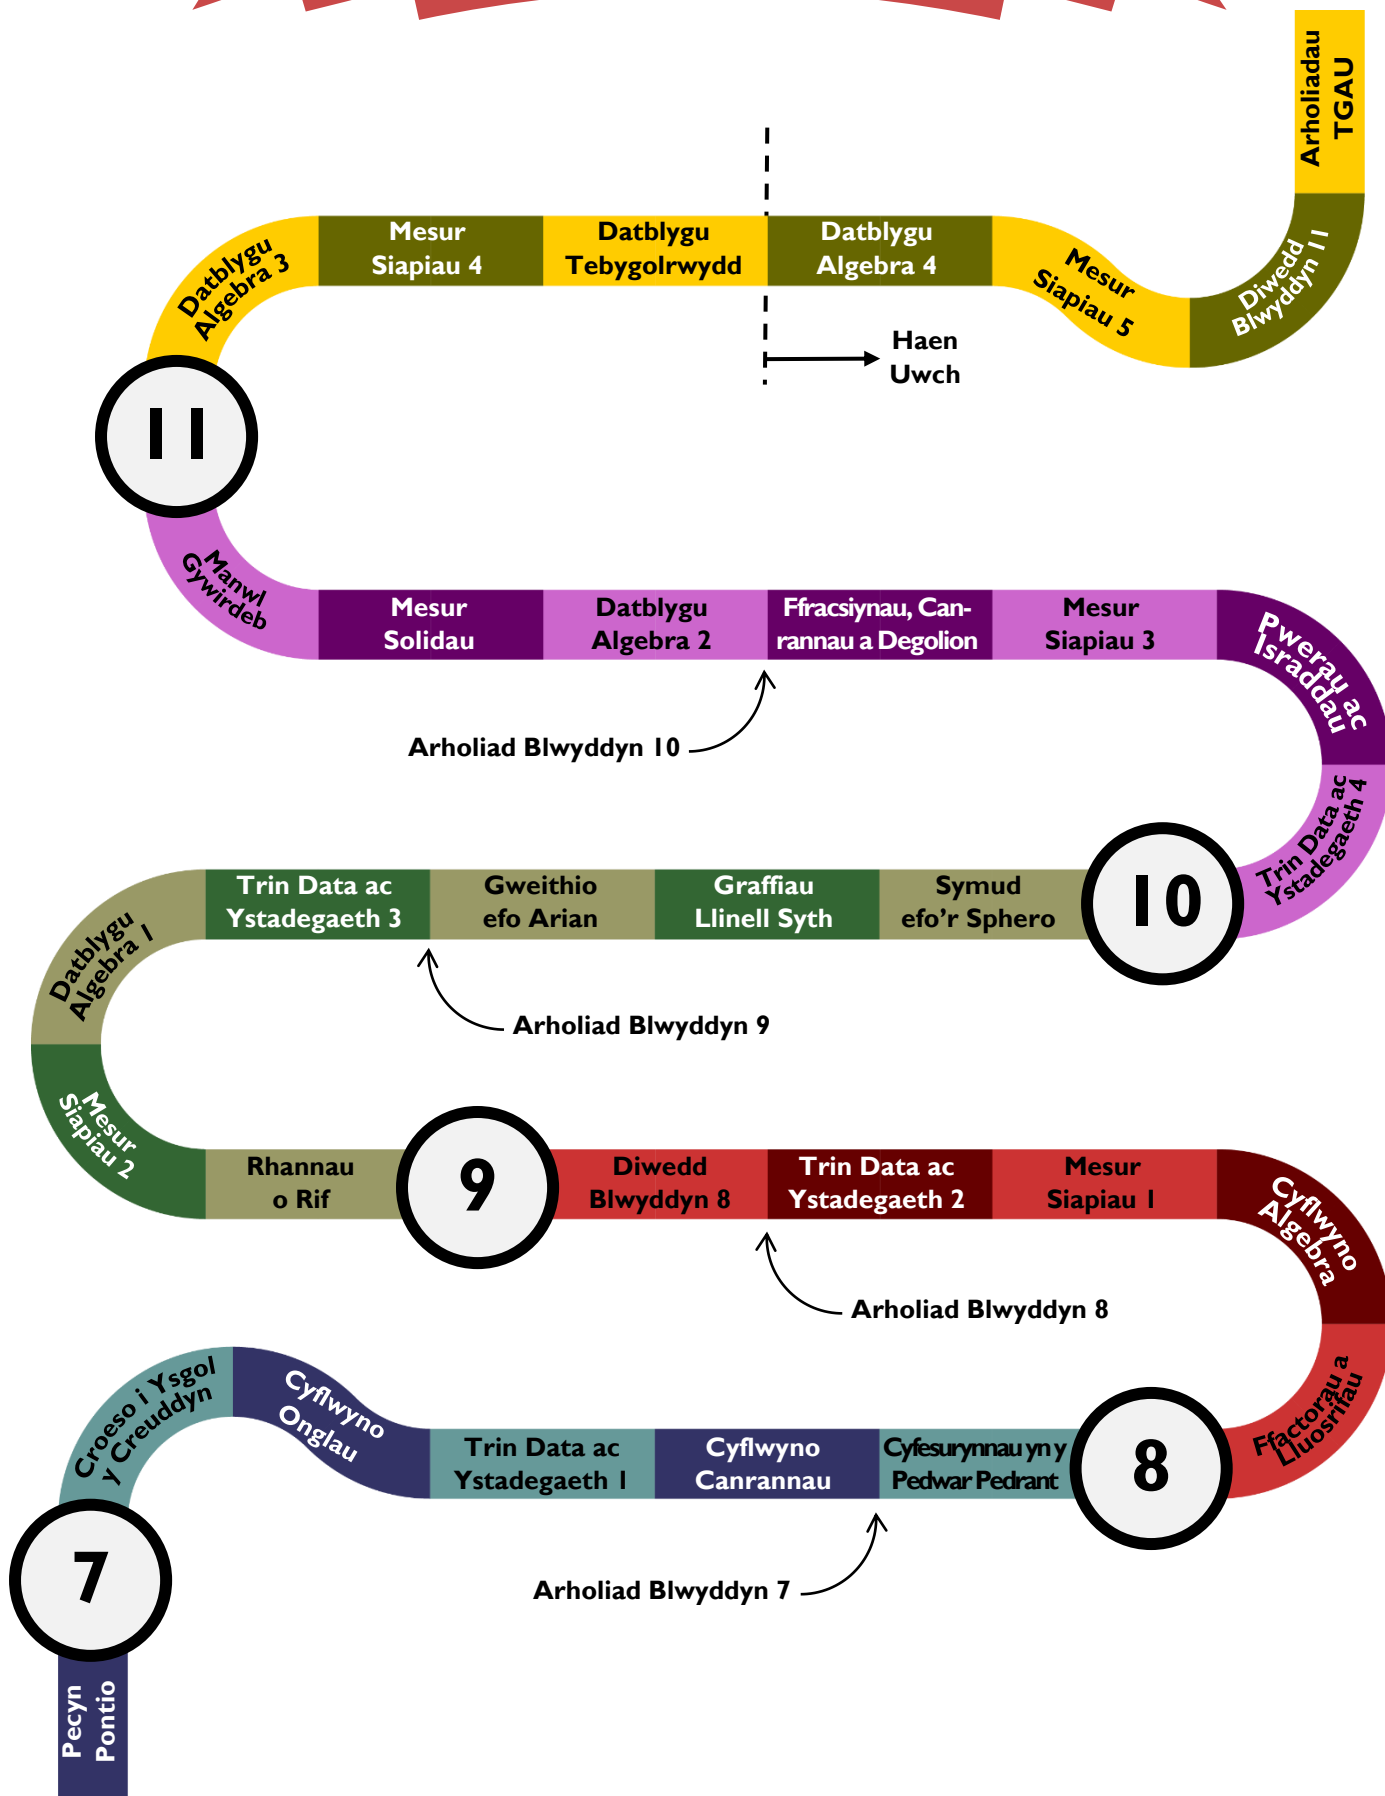 Arholiadau
TGAU
Datblygu
Algebra 3
Mesur
Siapiau 4
Datblygu
Tebygolrwydd
Datblygu
Algebra 4
Mesur
Siapiau 5
Diwedd
Blwyddyn 11
Haen
Uwch
11
Manwl
Gywirdeb
Mesur
Solidau
Datblygu
Algebra 2
Ffracsiynau, Can-
rannau a Degolion
Mesur
Siapiau 3
Pwerau ac
Israddau
Arholiad Blwyddyn 10
Trin Data ac
Ystadegaeth 4
Datblygu
Algebra 1
Trin Data ac
Ystadegaeth 3
Gweithio
efo Arian
Graffiau
Llinell Syth
Symud
efo'r Sphero
10
Arholiad Blwyddyn 9
Mesur
Siapiau 2
Rhannau
o Rif
9
Diwedd
Blwyddyn 8
Trin Data ac
Ystadegaeth 2
Mesur
Siapiau 1
Cyflwyno
Algebra
Arholiad Blwyddyn 8
Croeso i Ysgol
y Creuddyn
Cyflwyno
Onglau
Trin Data ac
Ystadegaeth 1
Cyflwyno
Canrannau
Cyfesurynnau yn y
Pedwar Pedrant
8
Ffactorau a
Lluosrifau
7
Arholiad Blwyddyn 7
Pecyn
Pontio